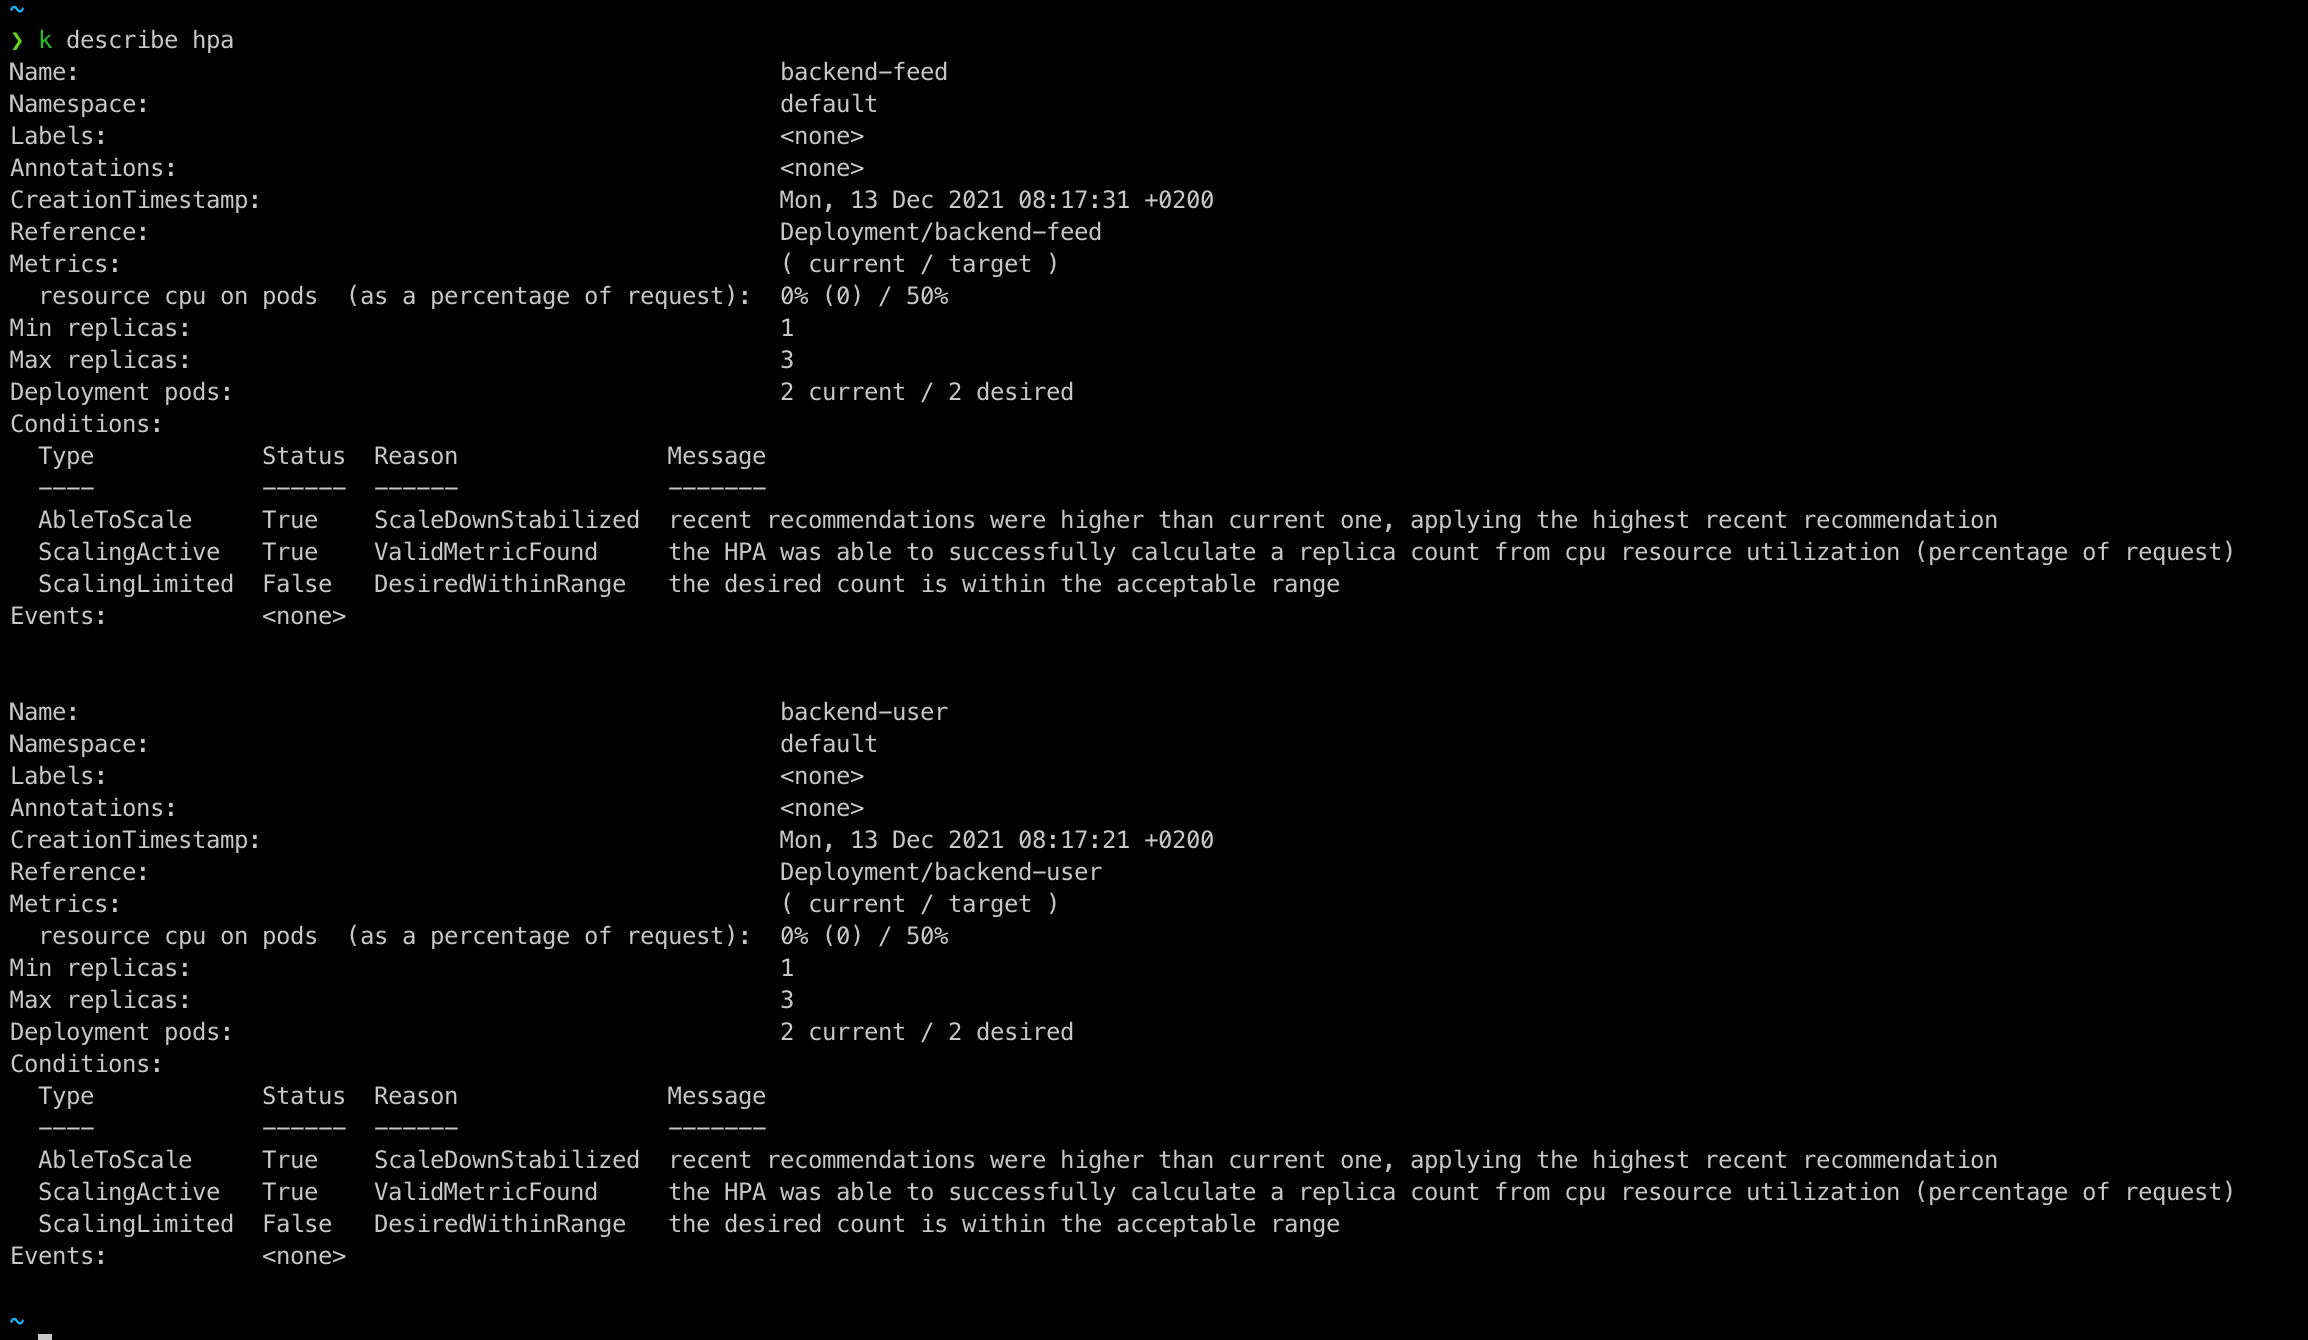 ~
❯ k describe hpa
Name:                                                  backend-feed
Namespace:                                             default
Labels:                                                <none>
Annotations:                                           <none>
CreationTimestamp:                                     Mon, 13 Dec 2021 08:17:31 +0200
Reference:                                             Deployment/backend-feed
Metrics:                                               ( current / target )
  resource cpu on pods  (as a percentage of request):  0% (0) / 50%
Min replicas:                                          1
Max replicas:                                          3
Deployment pods:                                       2 current / 2 desired
Conditions:
  Type            Status  Reason               Message
  ----            ------  ------               -------
  AbleToScale     True    ScaleDownStabilized  recent recommendations were higher than current one, applying the highest recent recommendation
  ScalingActive   True    ValidMetricFound     the HPA was able to successfully calculate a replica count from cpu resource utilization (percentage of request)
  ScalingLimited  False   DesiredWithinRange   the desired count is within the acceptable range
Events:           <none>
Name:                                                  backend-user
Namespace:                                             default
Labels:                                                <none>
Annotations:                                           <none>
CreationTimestamp:                                     Mon, 13 Dec 2021 08:17:21 +0200
Reference:                                             Deployment/backend-user
Metrics:                                               ( current / target )
  resource cpu on pods  (as a percentage of request):  0% (0) / 50%
Min replicas:                                          1
Max replicas:                                          3
Deployment pods:                                       2 current / 2 desired
Conditions:
  Type            Status  Reason               Message
  ----            ------  ------               -------
  AbleToScale     True    ScaleDownStabilized  recent recommendations were higher than current one, applying the highest recent recommendation
  ScalingActive   True    ValidMetricFound     the HPA was able to successfully calculate a replica count from cpu resource utilization (percentage of request)
  ScalingLimited  False   DesiredWithinRange   the desired count is within the acceptable range
Events:           <none>
~